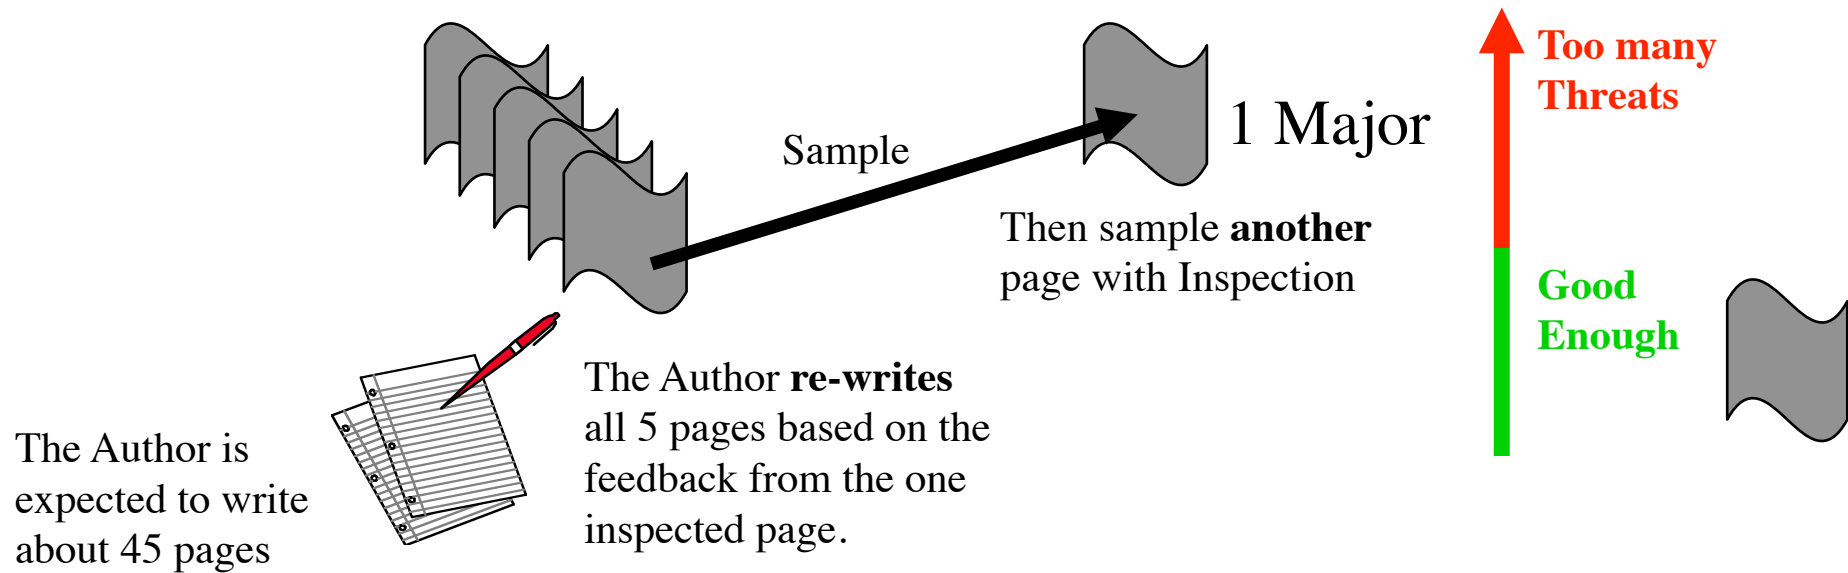 Sample
1 Major
Too many
Threats
Then sample another
page with Inspection
Good
Enough
The Author re-writes
all 5 pages based on the
feedback from the one
inspected page.
The Author is
expected to write
about 45 pages